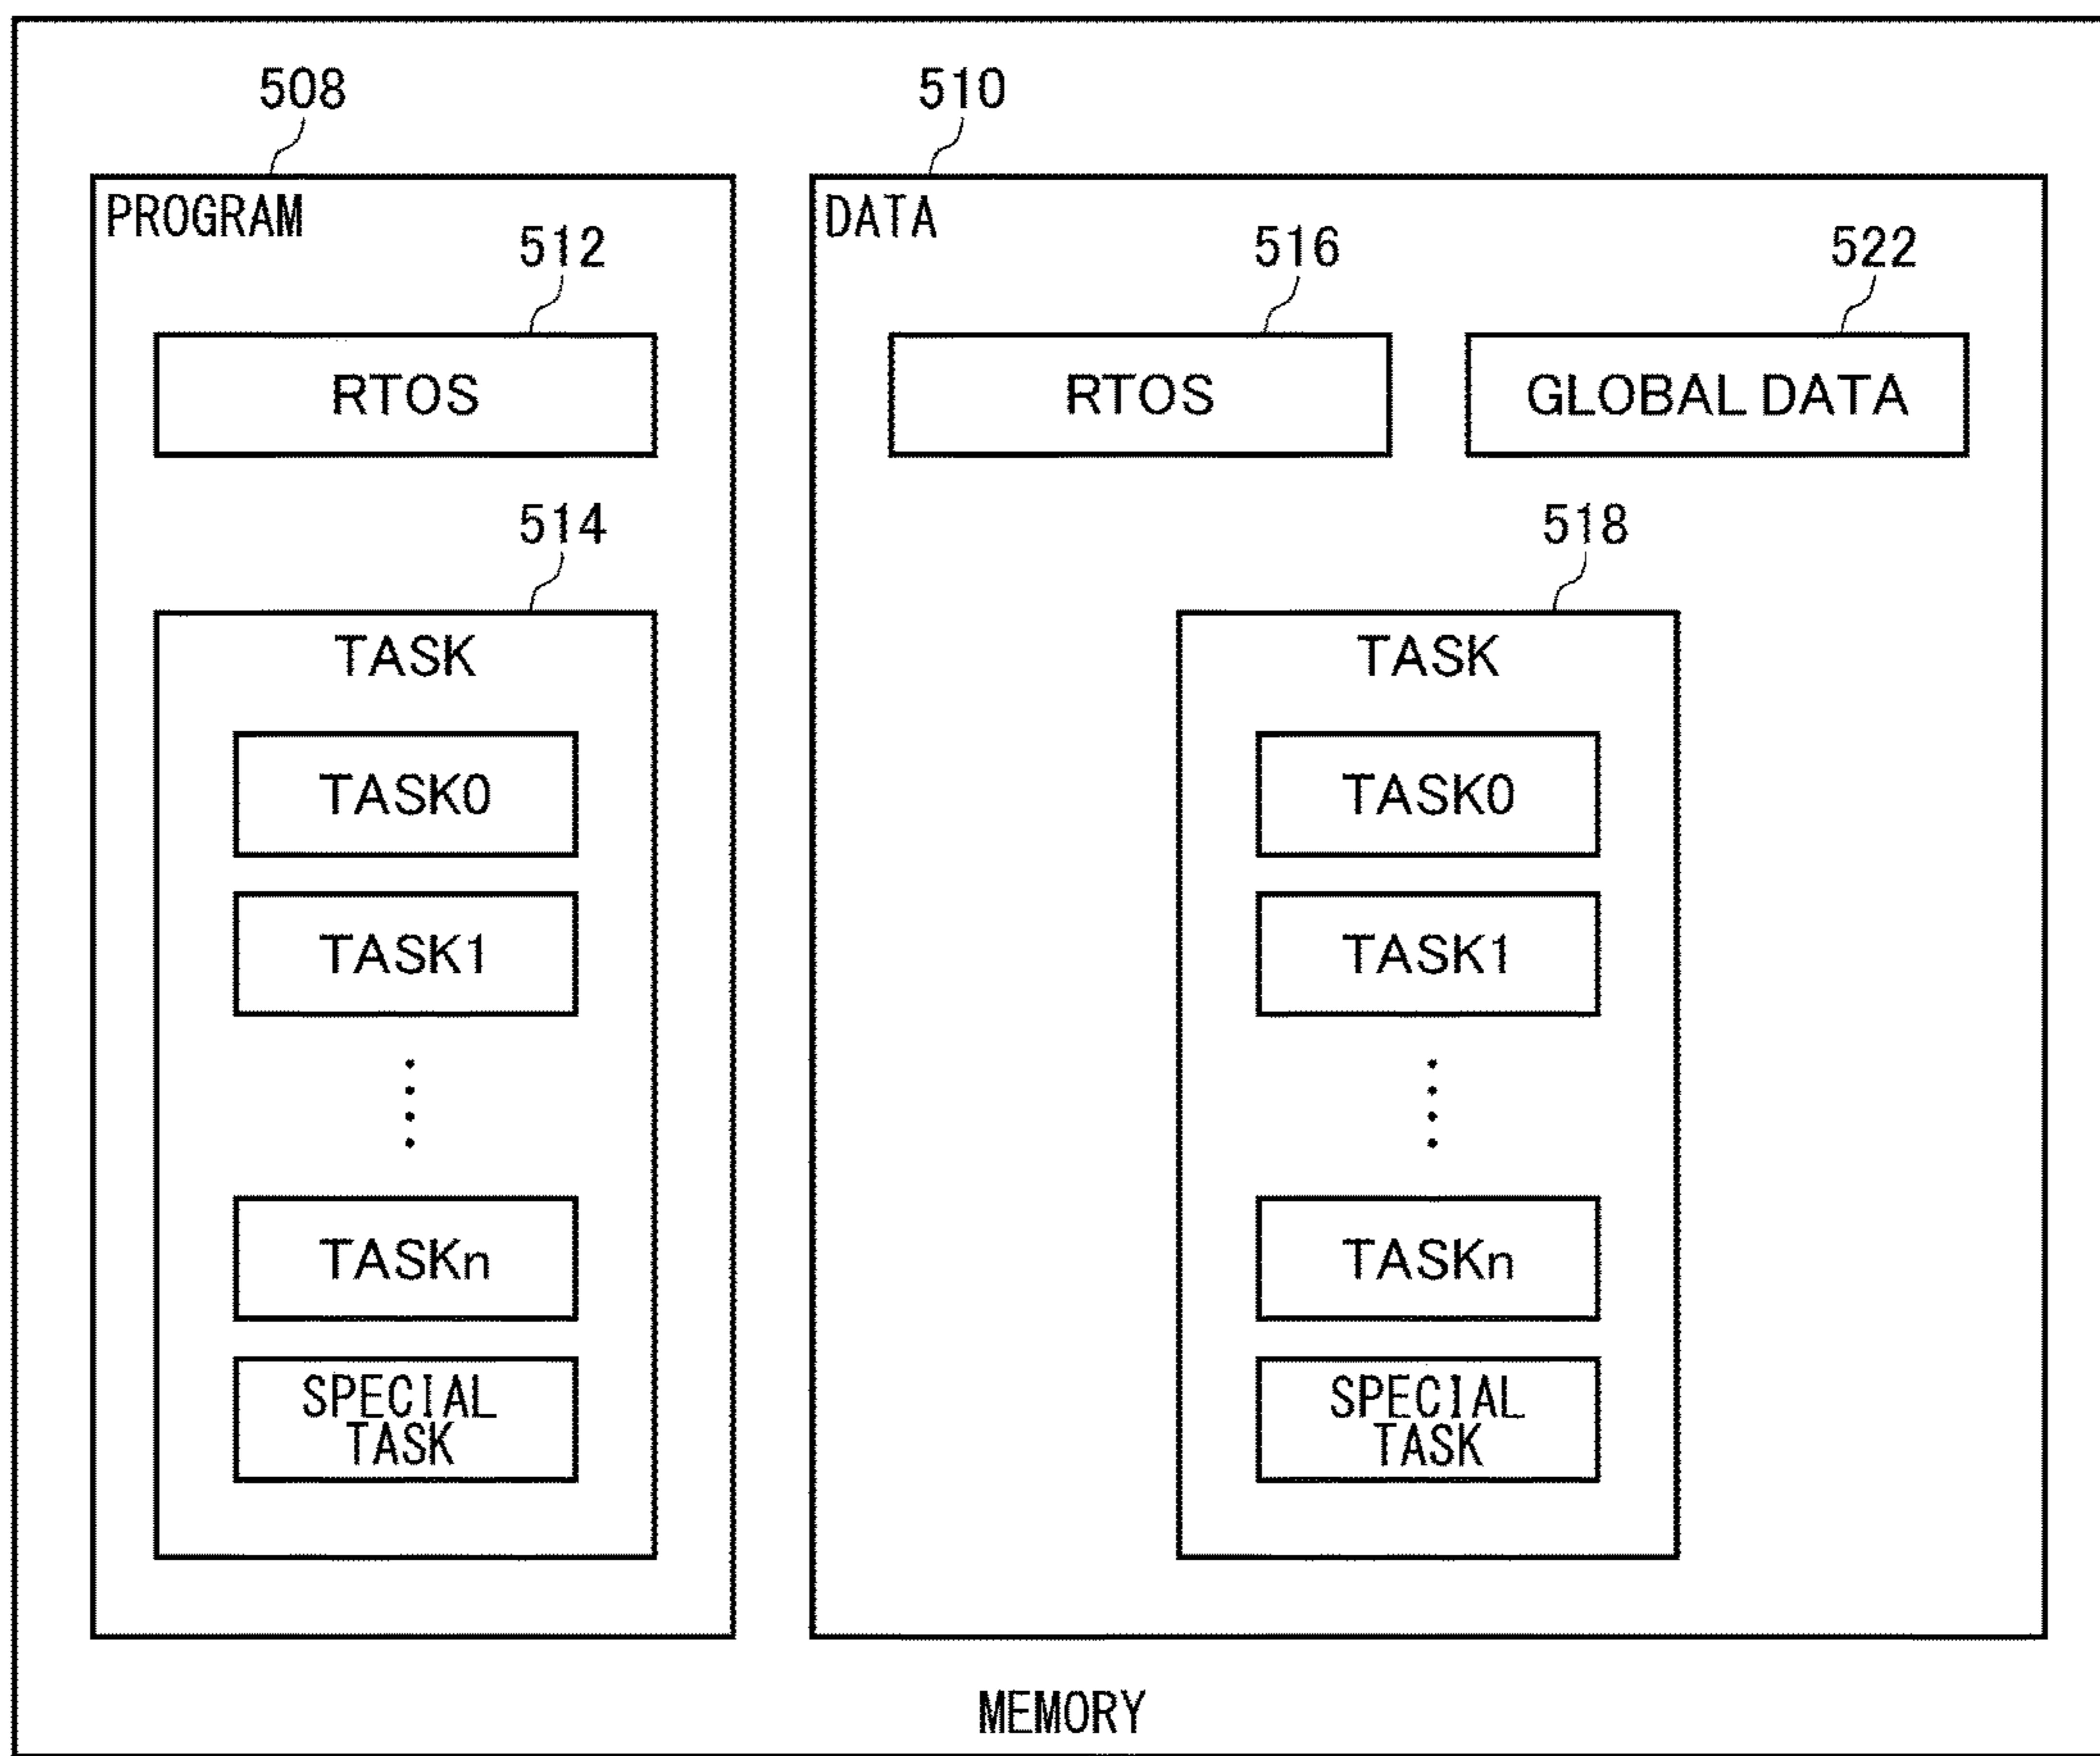 508
PROGRAM
512
RTOS
514
TASK
TASK0
TASK1
TASKn
SPECIAL
TASK
510
DATA
516
RTOS
522
GLOBAL DATA
518
TASK
TASK0
TASK1
TASKn
SPECIAL
TASK
MEMORY